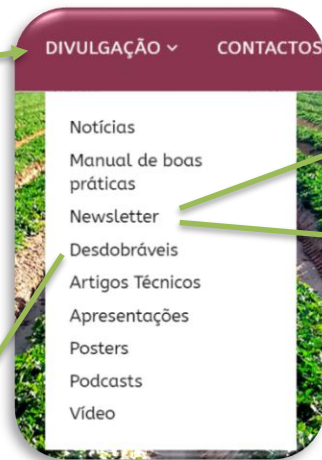 DIVULGAÇÃO CONTACTOS
Notícias
Manual de boas
práticas
Newsletter
Desdobráveis
Artigos Técnicos
Apresentações
Posters
Podcasts
Vídeo